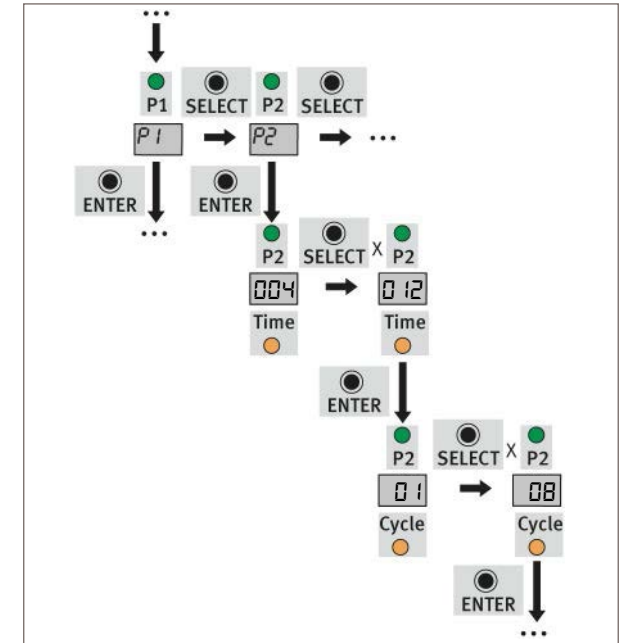 ...
P1 SELECT P2 SELECT
P1 P2 ...
ENTER ENTER
...
P2 SELECT X P2
004 012
Time Time
ENTER
P2 SELECT X P2
01 08
Cycle Cycle
ENTER
...